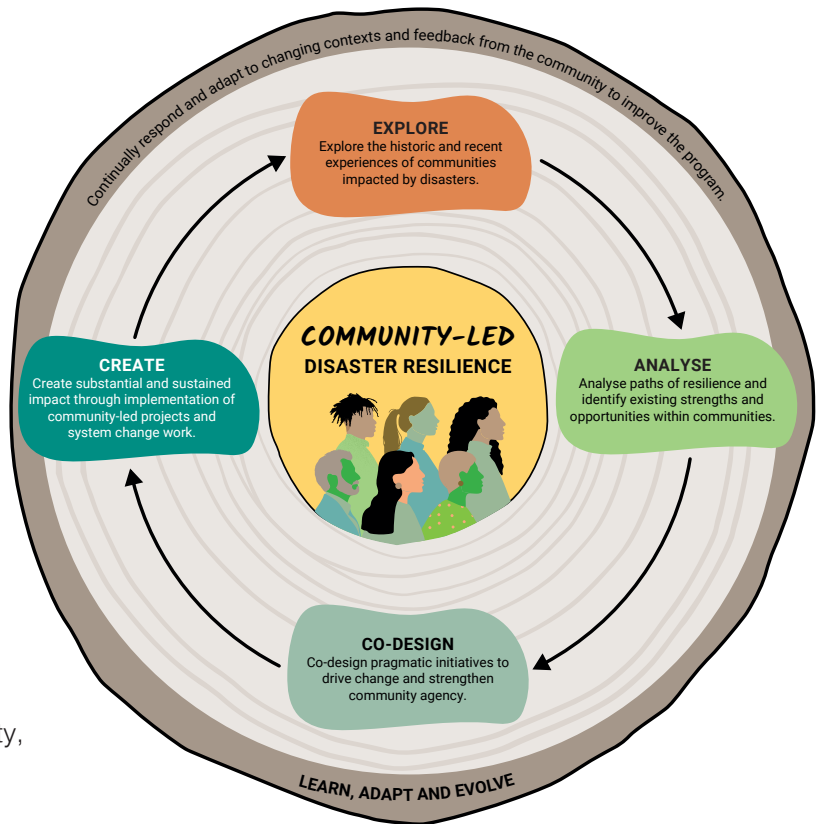 Continually respond and adapt to changing contexts and feedback from the community to improve the program.
EXPLORE
Explore the historic and recent
experiences of communities
impacted by disasters.
ANALYSE
Analyse paths of resilience and
identify existing strengths and
opportunities within communities.
CO-DESIGN
Co-design pragmatic initiatives to
drive change and strengthen
community agency.
CREATE
Create substantial and sustained
impact through implementation of
community-led projects and
system change work.
COMMUNITY-LED
DISASTER RESILIENCE
LEARN, ADAPT AND EVOLVE